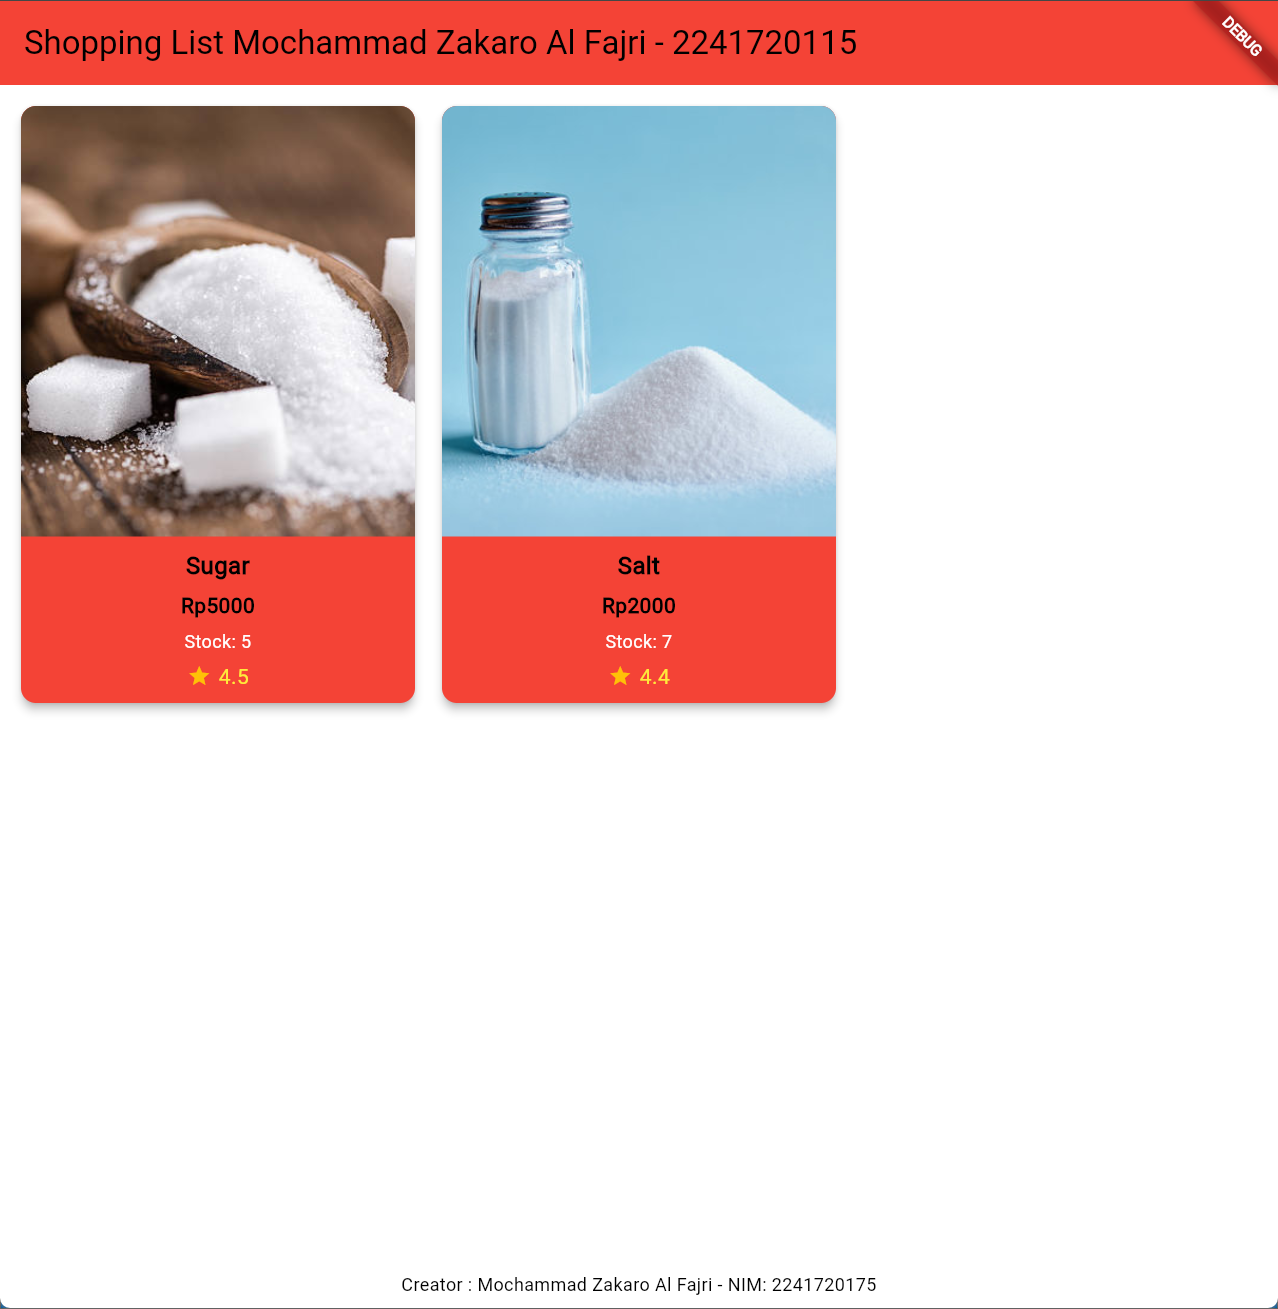 Shopping List Mochammad Zakaro Al Fajri - 2241720115
DEBUG
Sugar
Rp5000
Stock: 5
4.5
Salt
Rp2000
Stock: 7
4.4
Creator : Mochammad Zakaro Al Fajri - NIM: 2241720175